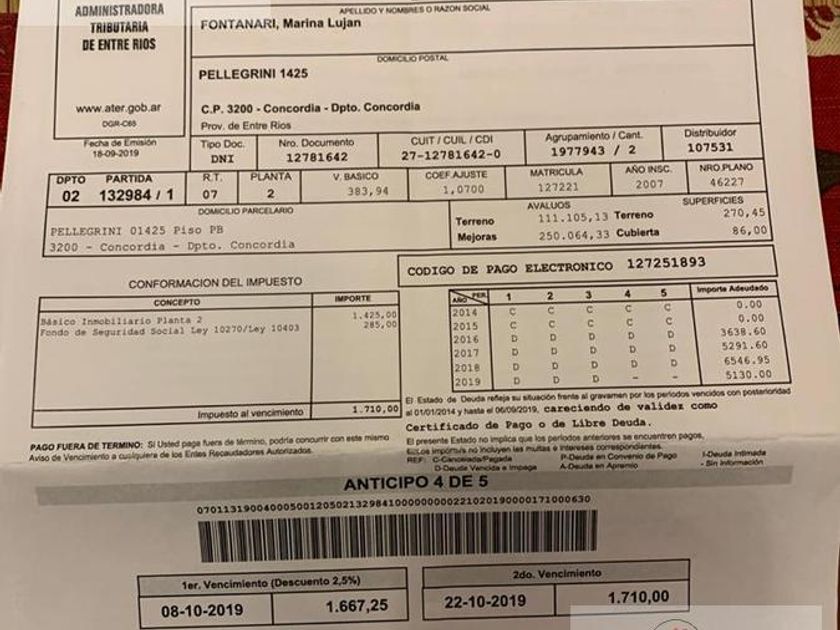 ADMINISTRADORA
TRIBUTARIA
DE ENTRE RIOS
www.ater.gob.ar
DGR-C65
Fecha de Emisión
18-09-2019
APELLIDO Y NOMBRES O RAZON SOCIAL
FONTANARI, Marina Lujan
DOMICILIO POSTAL
PELLEGRINI 1425
C.P. 3200 - Concordia - Dpto. Concordia
Prov. de Entre Rios
Tipo Doc. Nro. Documento CUIT / CUIL / CDI Agrupamiento / Cant. Distribuidor
DNI 12781642 27-12781642-0 1977943 / 2 107531
DPTO PARTIDA R.T. PLANTA V. BASICO COEF.AJUSTE MATRICULA AÑO INSC. NRO.PLANO
02 132984 / 1 07 2 383,94 1,0700 127221 2007 46227
DOMICILIO PARCELARIO AVALUOS SUPERFICIES
PELLEGRINI 01425 Piso PB Terreno 111.105,13 Terreno 270,45
3200 - Concordia - Dpto. Concordia Mejoras 250.064,33 Cubierta 86,00
CODIGO DE PAGO ELECTRONICO 127251893
CONFORMACION DEL IMPUESTO
CONCEPTO IMPORTE
Básico Inmobiliario Planta 2 1.425,00
Fondo de Seguridad Social Ley 10270/Ley 10403 285,00
Impuesto al vencimiento 1.710,00
AÑO PER. 1 2 3 4 5 Importe Adeudado
2014 C C C C C 0.00
2015 C C C C C 0.00
2016 D D D D D 3638.60
2017 D D D D D 5291.60
2018 D D D D D 6546.95
2019 D D D - - 5130.00
El Estado de Deuda refleja su situación frente al gravamen por los períodos vencidos con posterioridad
al 01/01/2014 y hasta el 06/09/2019, careciendo de validez como
Certificado de Pago o de Libre Deuda.
El presente Estado no implica que los períodos anteriores se encuentren pagos.
Los importes no incluyen las multas e intereses correspondientes.
REF: C-Cancelada/Pagada P-Deuda en Convenio de Pago I-Deuda Intimada
D-Deuda Vencida e Impaga A-Deuda en Apremio - Sin Información
PAGO FUERA DE TERMINO: Si Usted paga fuera de término, podría concurrir con este mismo
Aviso de Vencimiento a cualquiera de los Entes Recaudadores Autorizados.
ANTICIPO 4 DE 5
1er. Vencimiento (Descuento 2,5%)
08-10-2019 1.667,25
2do. Vencimiento
22-10-2019 1.710,00